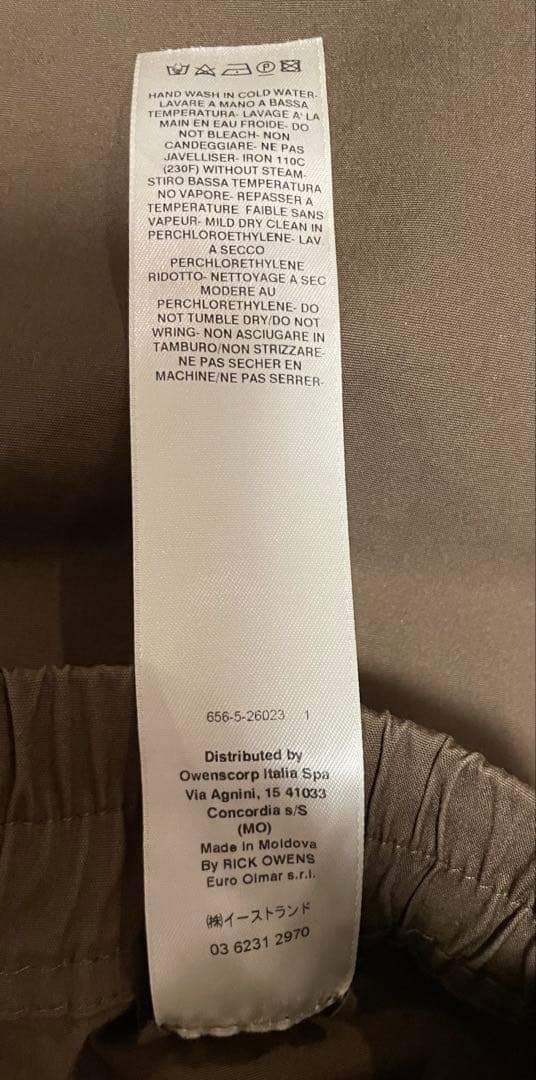 HAND WASH IN COLD WATER-
LAVARE A MANO A BASSA
TEMPERATURA- LAVAGE A' LA
MAIN EN EAU FROIDE- DO
NOT BLEACH- NON
CANDEGGIARE- NE PAS
JAVELLISER- IRON 110C
(230F) WITHOUT STEAM-
STIRO BASSA TEMPERATURA
NO VAPORE- REPASSER A
TEMPERATURE FAIBLE SANS
VAPEUR- MILD DRY CLEAN IN
PERCHLOROETHYLENE- LAV
A SECCO
PERCHLORETHYLENE
RIDOTTO- NETTOYAGE A SEC
MODERE AU
PERCHLORETHYLENE- DO
NOT TUMBLE DRY/DO NOT
WRING- NON ASCIUGARE IN
TAMBURO/NON STRIZZARE-
NE PAS SECHER EN
MACHINE/NE PAS SERRER-
656-5-26023 1
Distributed by
Owenscorp Italia Spa
Via Agnini, 15 41033
Concordia s/S
(MO)
Made in Moldova
By RICK OWENS
Euro Olmar s.r.l.
㈱イーストランド
03 6231 2970